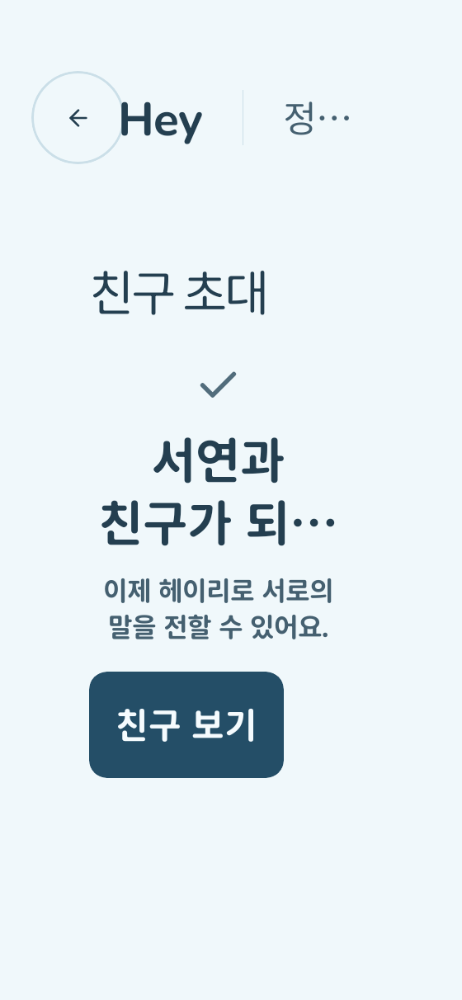 Hey 정…
친구 초대
서연과
친구가 되…
이제 헤이리로 서로의
말을 전할 수 있어요.
친구 보기